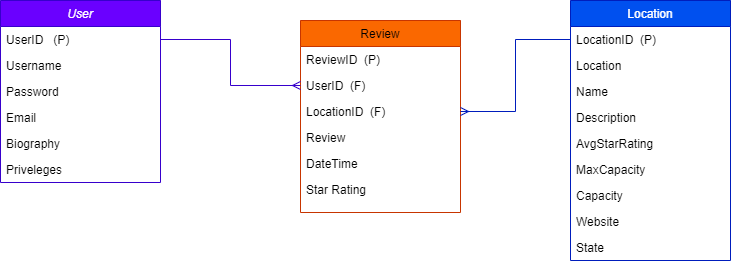 User
UserID (P)
Username
Password
Email
Biography
Priveleges
Review
ReviewID (P)
UserID (F)
LocationID (F)
Review
DateTime
Star Rating
Location
LocationID (P)
Location
Name
Description
AvgStarRating
MaxCapacity
Capacity
Website
State